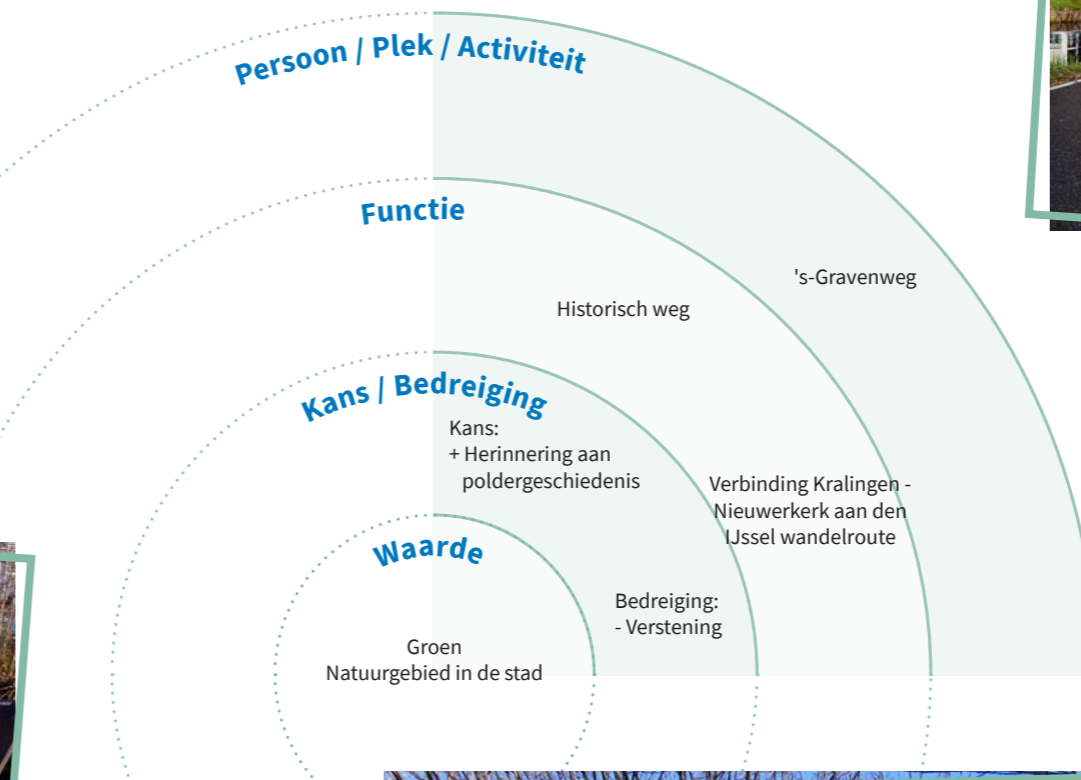 Persoon / Plek / Activiteit
Functie
's-Gravenweg
Historisch weg
Kans / Bedreiging
Kans:
+ Herinnering aan
poldergeschiedenis
Verbinding Kralingen -
Nieuwerkerk aan den
IJssel wandelroute
Waarde
Bedreiging:
- Verstening
Groen
Natuurgebied in de stad